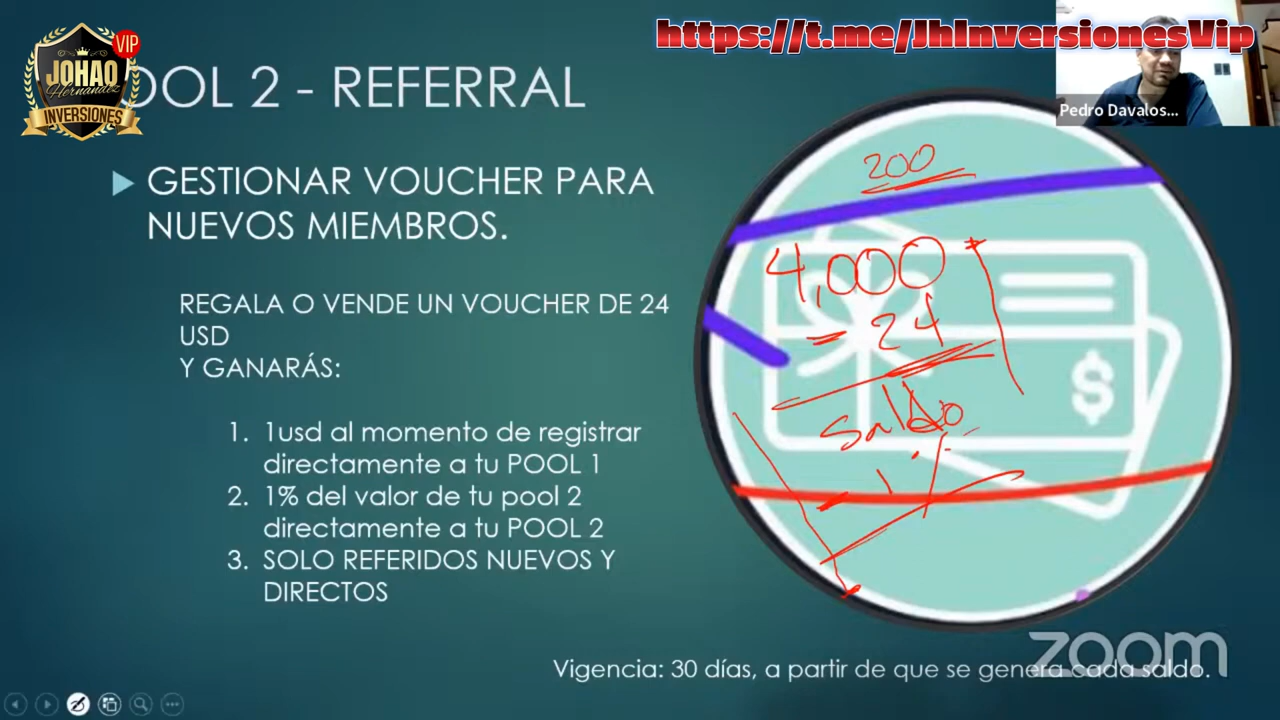 https://t.me/JhInversionesVip
VIP
JOHAO
Hernandez
INVERSIONES
OOL 2 - REFERRAL
Pedro Davalos...
GESTIONAR VOUCHER PARA
NUEVOS MIEMBROS.
REGALA O VENDE UN VOUCHER DE 24
USD
Y GANARÁS:
1. 1usd al momento de registrar
directamente a tu POOL 1
2. 1% del valor de tu pool 2
directamente a tu POOL 2
3. SOLO REFERIDOS NUEVOS Y
DIRECTOS
200
4,000
- 24
Saldo
- 1%
$
zoom
Vigencia: 30 días, a partir de que se genera cada saldo.